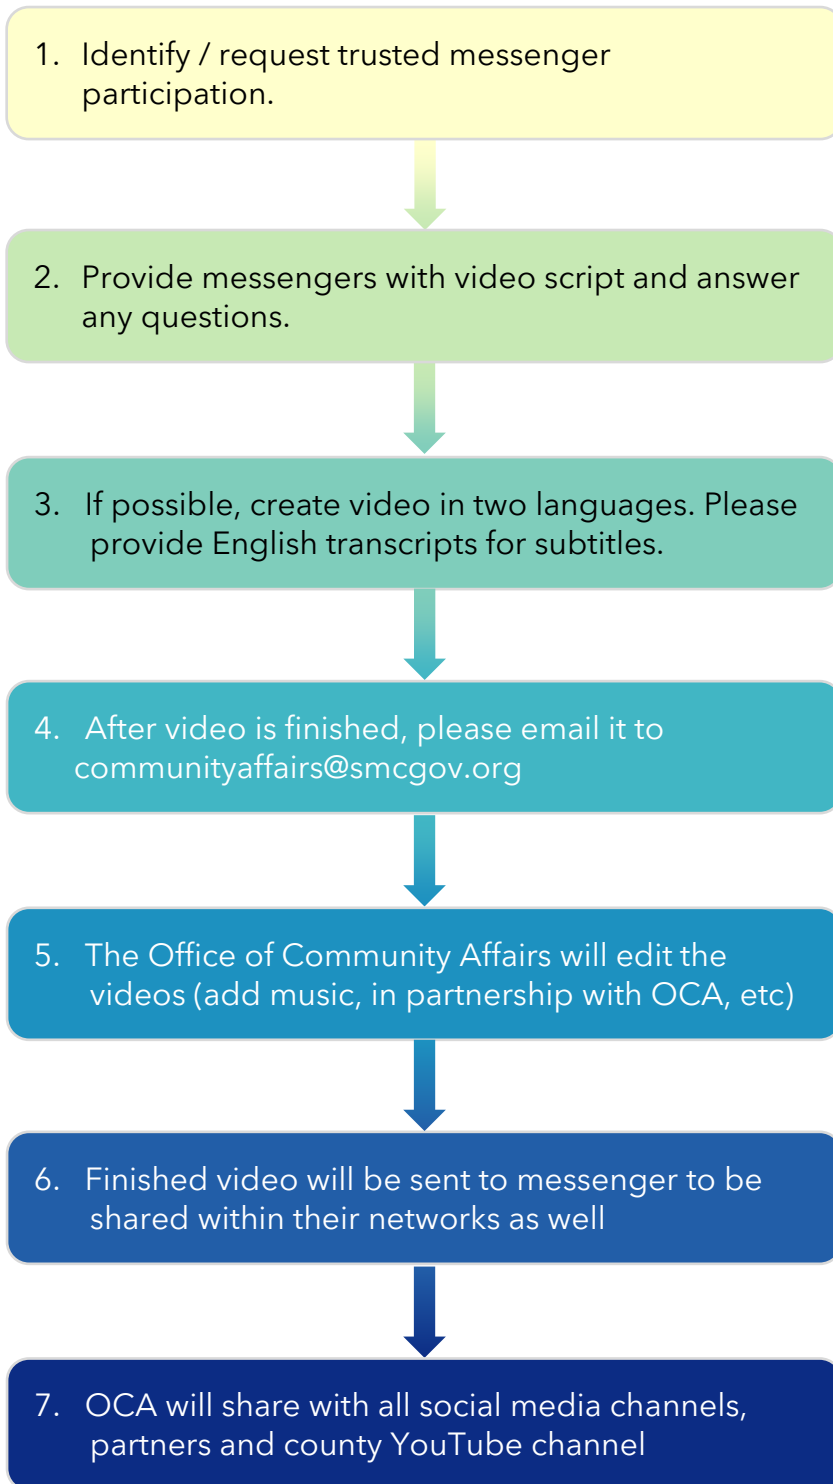 1. Identify / request trusted messenger
participation.
2. Provide messengers with video script and answer
any questions.
3. If possible, create video in two languages. Please
provide English transcripts for subtitles.
4. After video is finished, please email it to
communityaffairs@smcgov.org
5. The Office of Community Affairs will edit the
videos (add music, in partnership with OCA, etc)
6. Finished video will be sent to messenger to be
shared within their networks as well
7. OCA will share with all social media channels,
partners and county YouTube channel